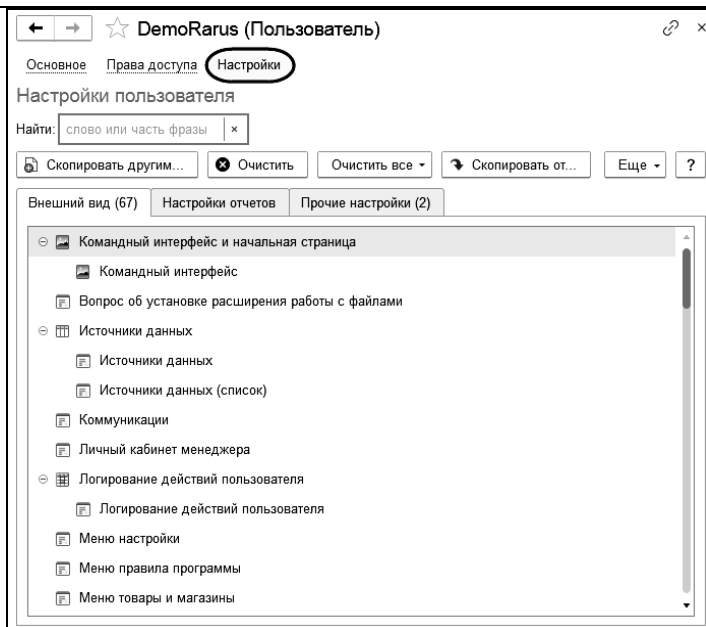 DemoRarus (Пользователь)
Основное Права доступа Настройки
Настройки пользователя
Найти: слово или часть фразы ×
Скопировать другим... Очистить Очистить все Скопировать от... Еще ?
Внешний вид (67) Настройки отчетов Прочие настройки (2)
Командный интерфейс и начальная страница
Командный интерфейс
Вопрос об установке расширения работы с файлами
Источники данных
Источники данных
Источники данных (список)
Коммуникации
Личный кабинет менеджера
Логирование действий пользователя
Логирование действий пользователя
Меню настройки
Меню правила программы
Меню товары и магазины